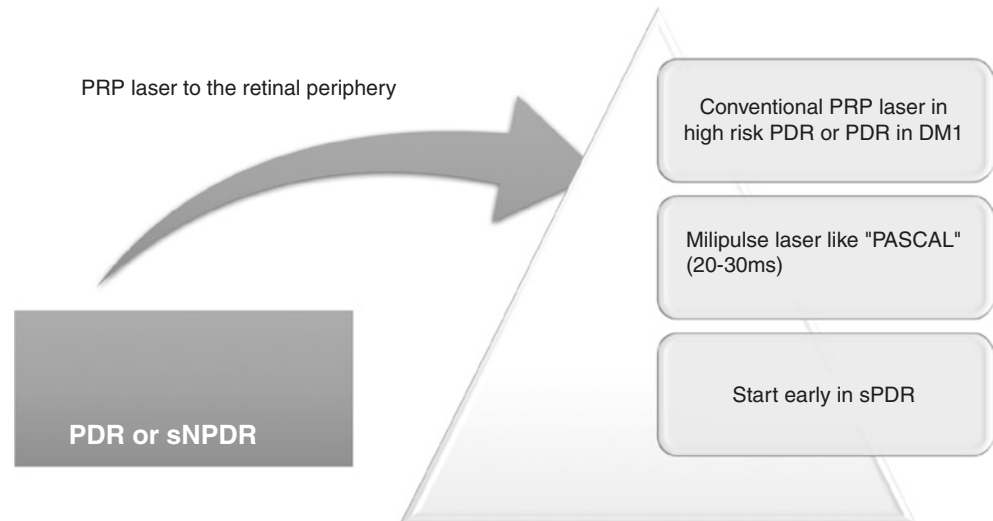 PRP laser to the retinal periphery
PDR or sNPDR
Conventional PRP laser in
high risk PDR or PDR in DM1
Milipulse laser like "PASCAL"
(20-30ms)
Start early in sPDR